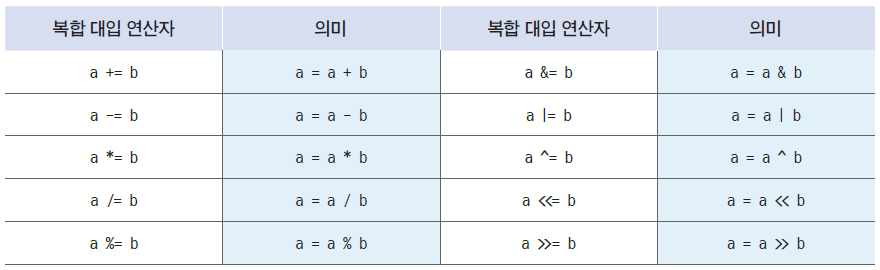 복합 대입 연산자 의미 복합 대입 연산자 의미
a += b a = a + b a &= b a = a & b
a -= b a = a - b a |= b a = a | b
a *= b a = a * b a ^= b a = a ^ b
a /= b a = a / b a <<= b a = a << b
a %= b a = a % b a >>= b a = a >> b